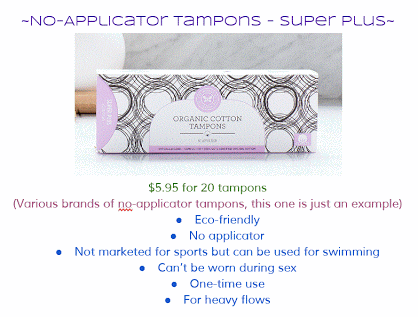 ~No-Applicator Tampons - Super Plus~
ORGANIC COTTON
TAMPONS
$5.95 for 20 tampons
(Various brands of no-applicator tampons, this one is just an example)
● Eco-friendly
● No applicator
● Not marketed for sports but can be used for swimming
● Can't be worn during sex
● One-time use
● For heavy flows